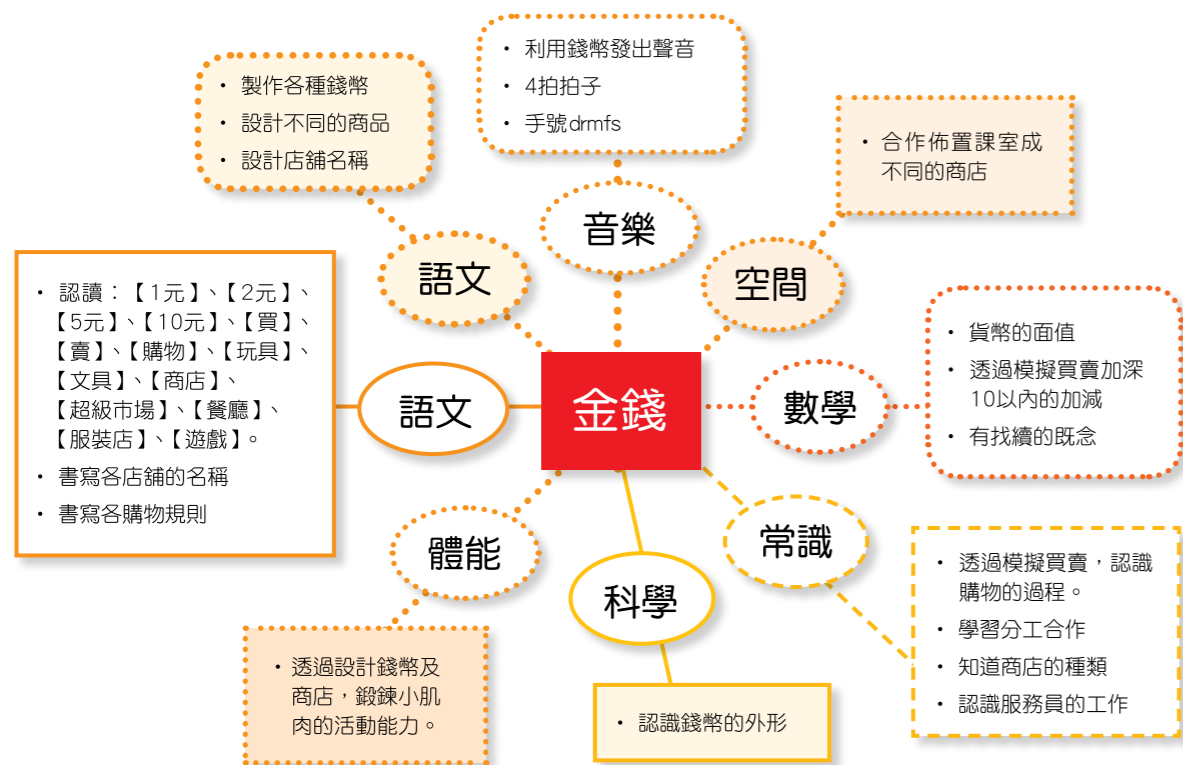 • 利用錢幣發出聲音
• 4拍拍子
• 手號drmfs
• 製作各種錢幣
• 設計不同的商品
• 設計店舖名稱
• 合作佈置課室成
不同的商店
音樂
語文
空間
• 認讀：【1元】、【2元】、
【5元】、【10元】、【買】、
【賣】、【購物】、【玩具】、
【文具】、【商店】、
【超級市場】、【餐廳】、
【服裝店】、【遊戲】。
• 書寫各店舖的名稱
• 書寫各購物規則
語文
金錢
數學
• 貨幣的面值
• 透過模擬買賣加深
10以內的加減
• 有找續的既念
體能
科學
常識
• 透過模擬買賣，認識
購物的過程。
• 學習分工合作
• 知道商店的種類
• 認識服務員的工作
• 透過設計錢幣及
商店，鍛鍊小肌
肉的活動能力。
• 認識錢幣的外形